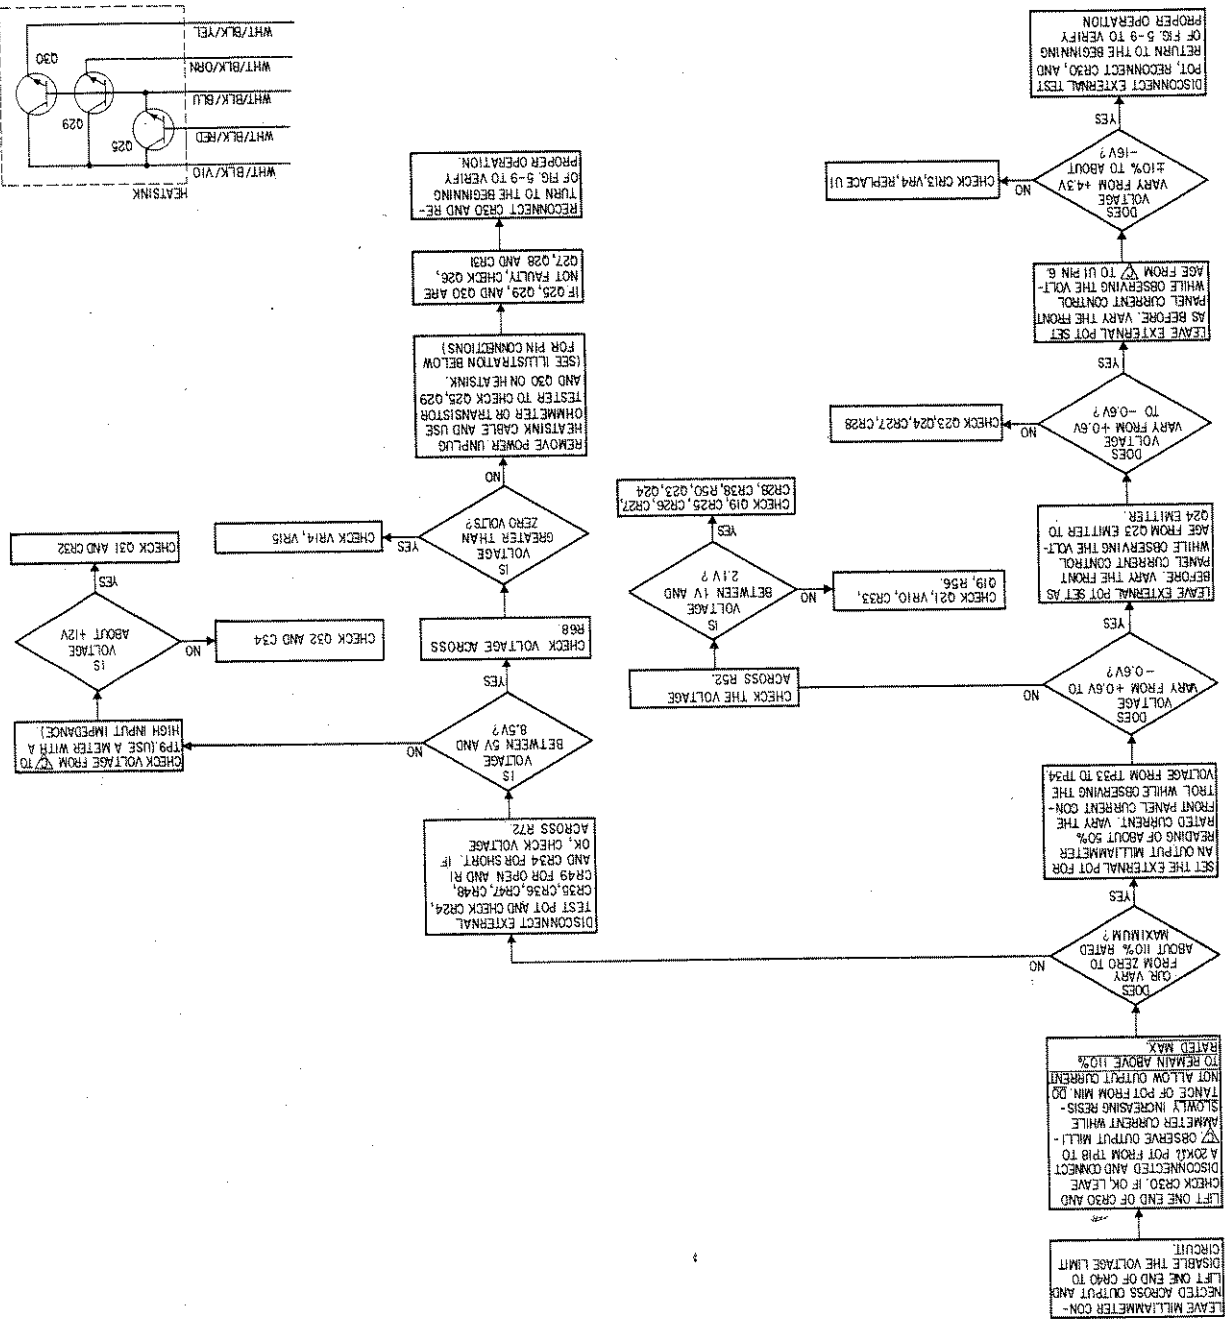 LEAVE MILLIAMMETER CON-
NECTED ACROSS OUTPUT AND
LIFT ONE END OF CR40 TO
DISABLE THE VOLTAGE LIMIT
CIRCUIT.
LIFT ONE END OF CR30 AND
CHECK CR30. IF OK, LEAVE
DISCONNECTED AND CONNECT
A 20KΩ POT FROM TP18 TO
. OBSERVE OUTPUT MILLI-
AMMETER CURRENT WHILE
SLOWLY INCREASING RESIS-
TANCE OF POT FROM MIN. DO
NOT ALLOW OUTPUT CURRENT
TO REMAIN ABOVE 110%
RATED MAX.
DOES
CUR. VARY
FROM ZERO TO
ABOUT 110% RATED
MAXIMUM?
NO
YES
SET THE EXTERNAL POT FOR
AN OUTPUT MILLIAMMETER
READING OF ABOUT 50%
RATED CURRENT. VARY THE
FRONT PANEL CURRENT CON-
TROL WHILE OBSERVING THE
VOLTAGE FROM TP33 TO TP34.
DOES
VOLTAGE
VARY FROM +0.6V TO
-0.6V?
NO
YES
LEAVE EXTERNAL POT SET AS
BEFORE. VARY THE FRONT
PANEL CURRENT CONTROL
WHILE OBSERVING THE VOLT-
AGE FROM Q23 EMITTER TO
Q24 EMITTER.
DOES
VOLTAGE
VARY FROM +0.6V
TO -0.6V?
NO
CHECK Q23,Q24,CR27,CR28
YES
LEAVE EXTERNAL POT SET
AS BEFORE. VARY THE FRONT
PANEL CURRENT CONTROL
WHILE OBSERVING THE VOLT-
AGE FROM TO U1 PIN 6.
DOES
VOLTAGE
VARY FROM +4.3V
±10% TO ABOUT
-16V?
NO
CHECK CR13,VR4,REPLACE U1
YES
DISCONNECT EXTERNAL TEST
POT, RECONNECT CR30, AND
RETURN TO THE BEGINNING
OF FIG. 5-9 TO VERIFY
PROPER OPERATION
CHECK THE VOLTAGE
ACROSS R52.
IS
VOLTAGE
BETWEEN 1V AND
2.1V?
NO
CHECK Q21, VR10, CR33,
Q19, R56.
YES
CHECK Q19, CR25, CR26, CR27,
CR28, CR38, R50, Q23, Q24
DISCONNECT EXTERNAL
TEST POT AND CHECK CR24,
CR35, CR36, CR47, CR48,
CR49 FOR OPEN AND R1
AND CR34 FOR SHORT. IF
OK, CHECK VOLTAGE
ACROSS R72.
IS
VOLTAGE
BETWEEN 5V AND
8.5V?
NO
YES
CHECK VOLTAGE ACROSS
R68.
IS
VOLTAGE
GREATER THAN
ZERO VOLTS?
YES
CHECK VR14, VR15
NO
REMOVE POWER UNPLUG
HEATSINK CABLE AND USE
OHMMETER OR TRANSISTOR
TESTER TO CHECK Q25, Q29
AND Q30 ON HEATSINK.
(SEE ILLUSTRATION BELOW
FOR PIN CONNECTIONS)
IF Q25, Q29, AND Q30 ARE
NOT FAULTY, CHECK Q26,
Q27, Q28 AND CR31
RECONNECT CR30 AND RE-
TURN TO THE BEGINNING
OF FIG. 5-9 TO VERIFY
PROPER OPERATION.
CHECK VOLTAGE FROM TO
TP9.(USE A METER WITH A
HIGH INPUT IMPEDANCE).
IS
VOLTAGE
ABOUT +12V
NO
CHECK Q32 AND C34
YES
CHECK Q31 AND CR32
HEATSINK
WHT/BLK/VIO
WHT/BLK/RED
Q25
WHT/BLK/BLU
Q29
WHT/BLK/ORN
Q30
WHT/BLK/YEL